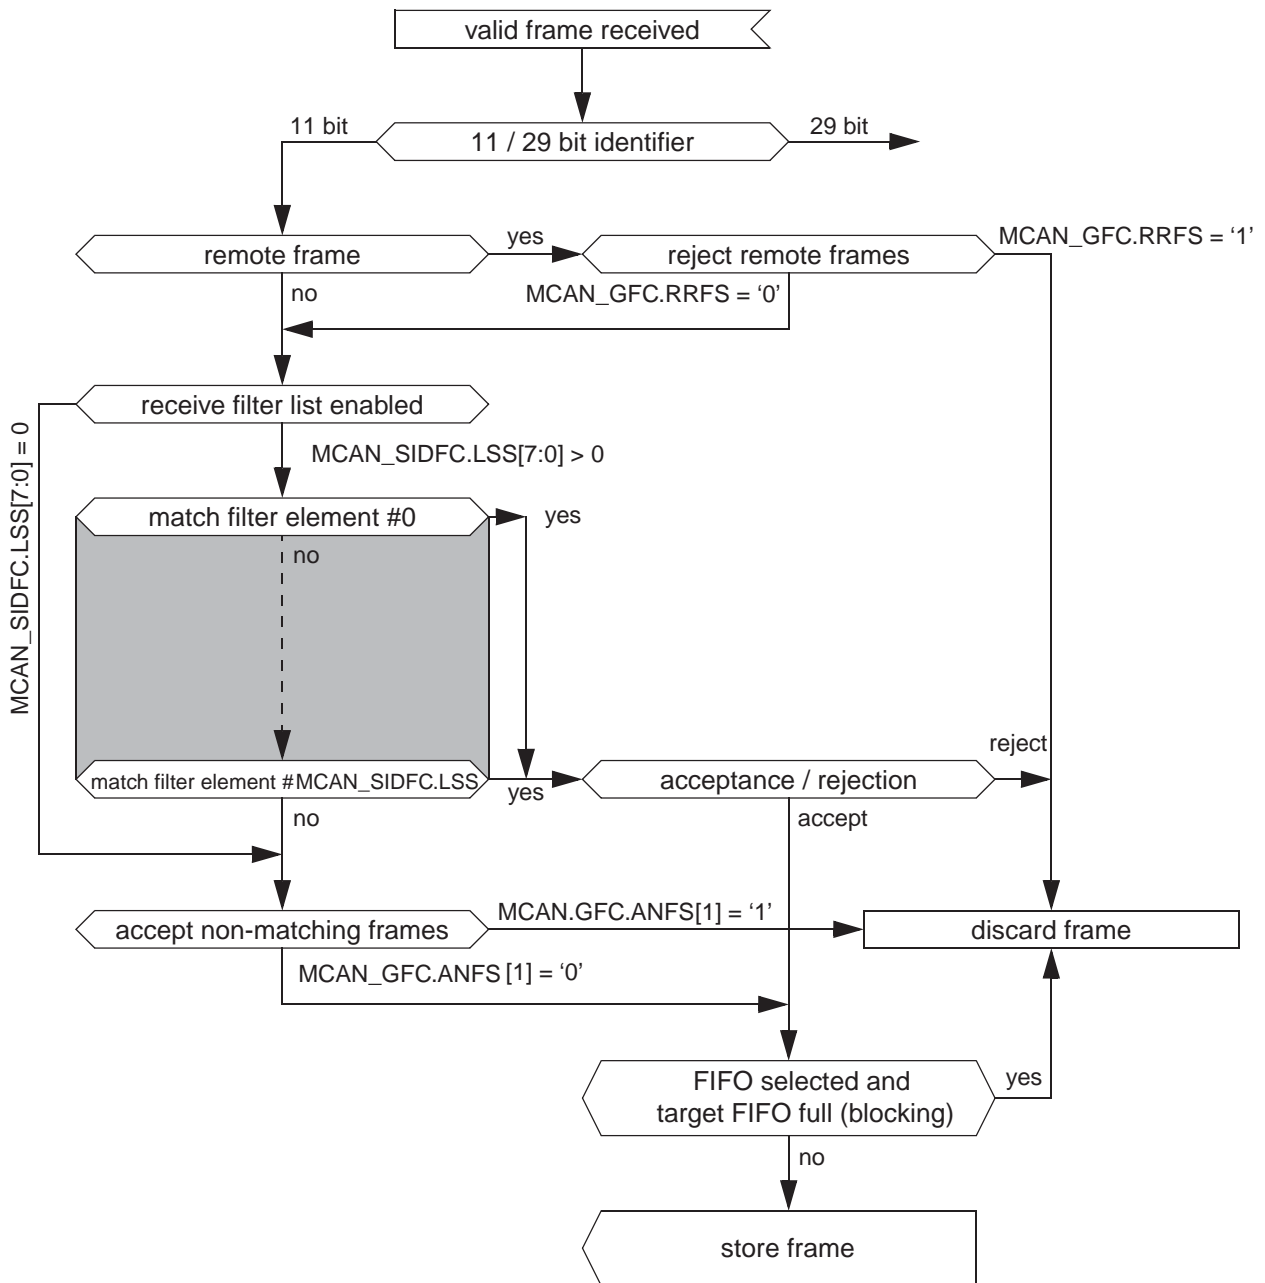 valid frame received
11 bit
11 / 29 bit identifier
29 bit
remote frame
yes
reject remote frames
MCAN_GFC.RRFS = ‘1’
no
MCAN_GFC.RRFS = ‘0’
receive filter list enabled
MCAN_SIDFC.LSS[7:0] = 0
MCAN_SIDFC.LSS[7:0] > 0
match filter element #0
yes
no
reject
match filter element #MCAN_SIDFC.LSS
yes
acceptance / rejection
no
accept
accept non-matching frames
MCAN.GFC.ANFS[1] = ‘1’
discard frame
MCAN_GFC.ANFS [1] = ‘0’
FIFO selected and
target FIFO full (blocking)
yes
no
store frame